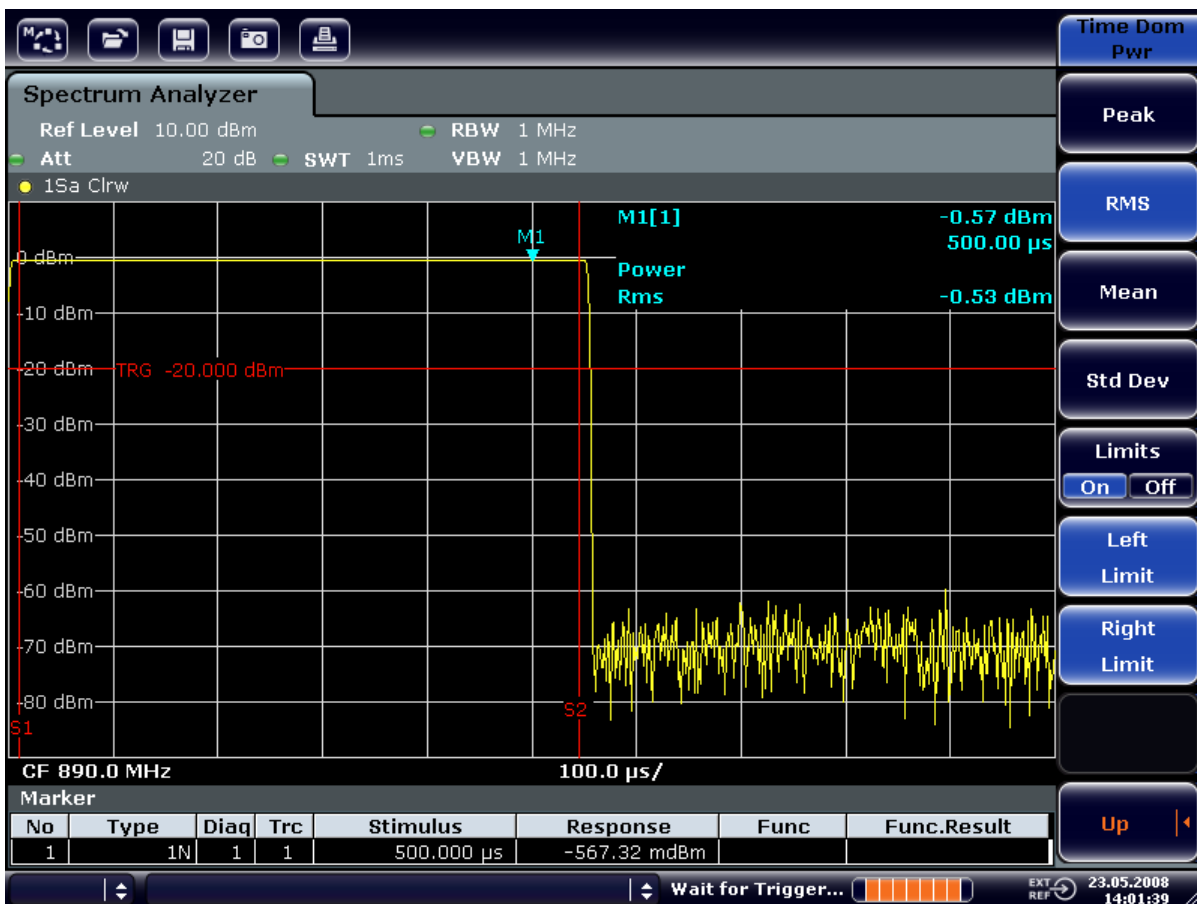 M
Time Dom
Pwr
Spectrum Analyzer
Ref Level 10.00 dBm RBW 1 MHz
Att 20 dB SWT 1ms VBW 1 MHz
1Sa Clrw
M1[1] -0.57 dBm
500.00 µs
M1
0 dBm
Power
Rms -0.53 dBm
-10 dBm
-20 dBm TRG -20.000 dBm
-30 dBm
-40 dBm
-50 dBm
-60 dBm
-70 dBm
-80 dBm
S1
S2
CF 890.0 MHz 100.0 µs/
Marker
No Type Diag Trc Stimulus Response Func Func.Result
1 1N 1 1 500.000 µs -567.32 mdBm
Peak
RMS
Mean
Std Dev
Limits
On Off
Left
Limit
Right
Limit
Up
Wait for Trigger...
EXT
REF
23.05.2008
14:01:39